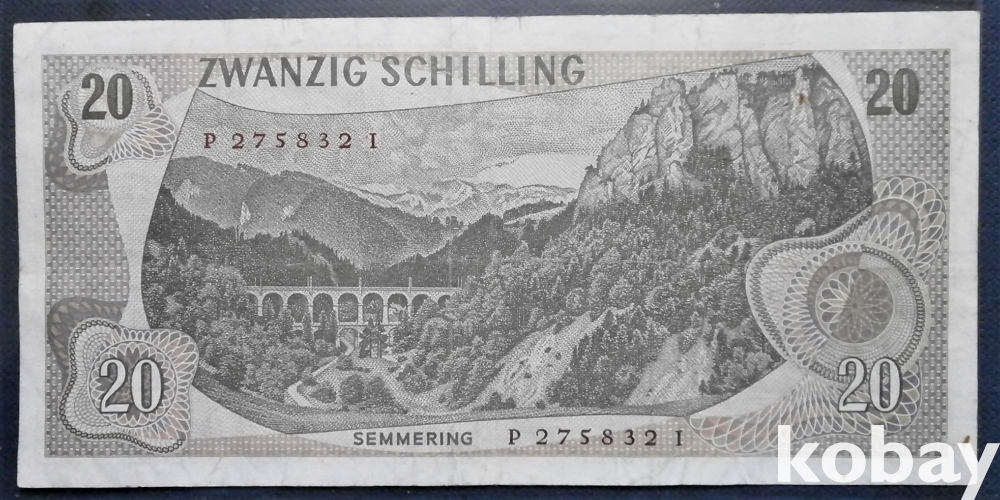 ZWANZIG SCHILLING
20
20
P 275832 I
20
20
SEMMERING P 275832 I
kobay